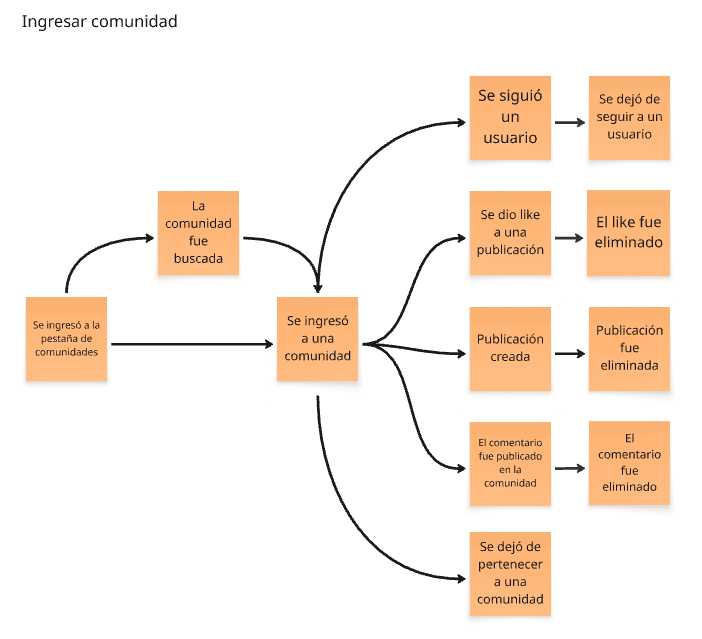 Ingresar comunidad
Se siguió
un
usuario
Se dejó de
seguir a un
usuario
La
comunidad
fue
buscada
Se dio like
a una
publicación
El like fue
eliminado
Se ingresó a la
pestaña de
comunidades
Se ingresó
a una
comunidad
Publicación
creada
Publicación
fue
eliminada
El comentario
fue publicado
en la
comunidad
El
comentario
fue
eliminado
Se dejó de
pertenecer
a una
comunidad